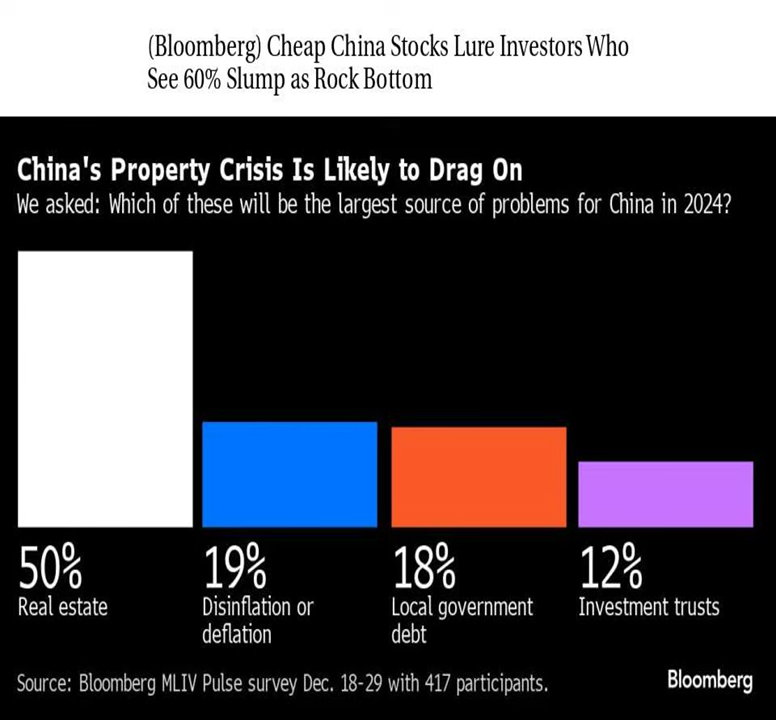 (Bloomberg) Cheap China Stocks Lure Investors Who
See 60% Slump as Rock Bottom
China's Property Crisis Is Likely to Drag On
We asked: Which of these will be the largest source of problems for China in 2024?
50%
Real estate
19%
Disinflation or
deflation
18%
Local government
debt
12%
Investment trusts
Source: Bloomberg MLIV Pulse survey Dec. 18-29 with 417 participants.
Bloomberg